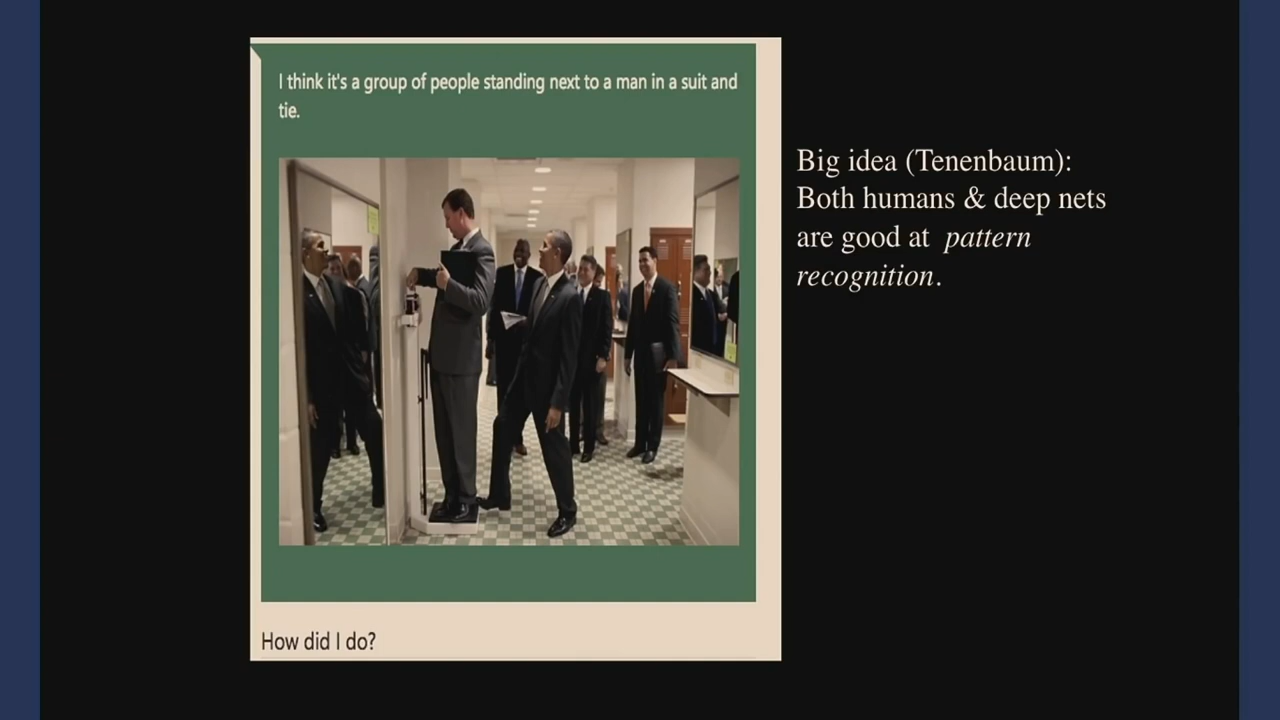 I think it's a group of people standing next to a man in a suit and
tie.
Big idea (Tenenbaum):
Both humans & deep nets
are good at pattern
recognition.
How did I do?